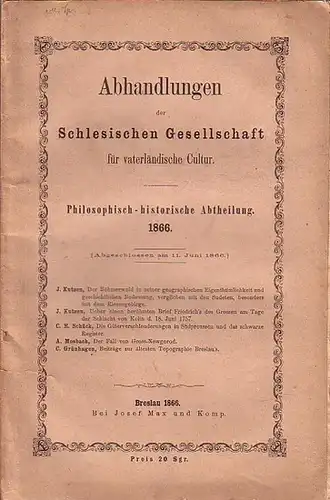 Abhandlungen
der
Schlesischen Gesellschaft
für vaterländische Cultur.
Philosophisch-historische Abtheilung.
1866.
[Abgeschlossen am 11. Juni 1866.]
J. Kutzen, Der Böhmerwald in seiner geographischen Eigenthümlichkeit und
geschichtlichen Bedeutung, verglichen mit den Sudeten, besonders
mit dem Riesengebirge.
J. Kutzen, Ueber einen berühmten Brief Friedrich's des Grossen am Tage
der Schlacht von Kolin d. 18. Juni 1757.
C. E. Schück, Die Güterverschleuderungen in Südpreussen und das schwarze
Register.
A. Mosbach, Der Fall von Gross-Nowgorod.
C. Grünhagen, Beiträge zur ältesten Topographie Breslau's.
Breslau 1866.
Bei Josef Max und Komp.
Preis 20 Sgr.